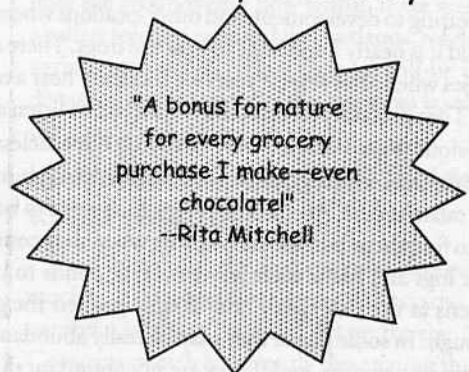 "A bonus for nature
for every grocery
purchase I make—even
chocolate!"
--Rita Mitchell